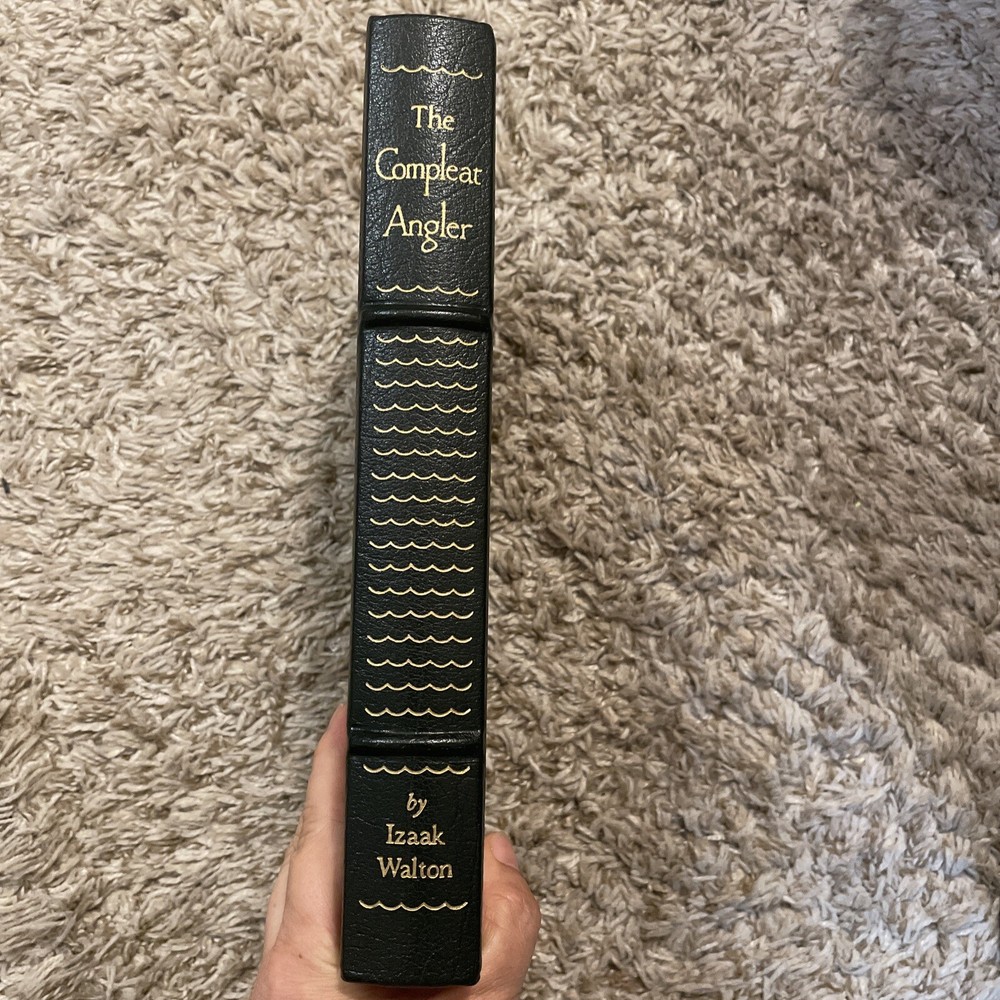 The
Compleat
Angler
by
Izaak
Walton